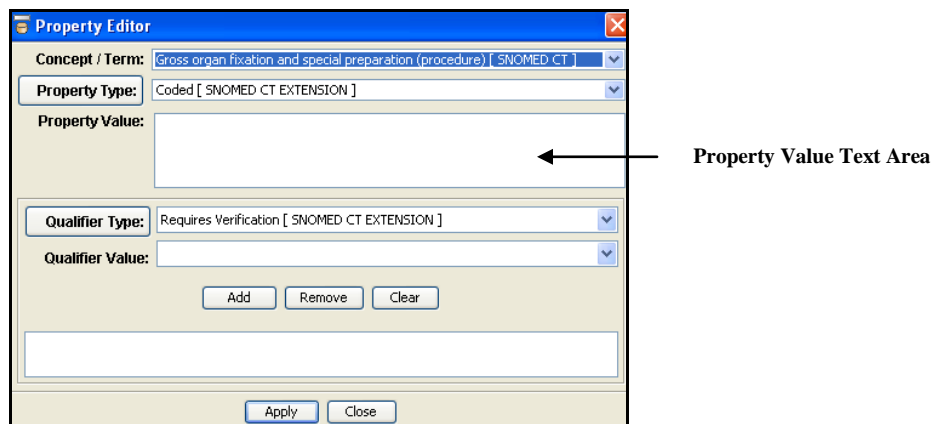 Property Editor
Concept / Term: Gross organ fixation and special preparation (procedure) [ SNOMED CT ]
Property Type: Coded [ SNOMED CT EXTENSION ]
Property Value:
Property Value Text Area
Qualifier Type: Requires Verification [ SNOMED CT EXTENSION ]
Qualifier Value:
Add Remove Clear
Apply Close